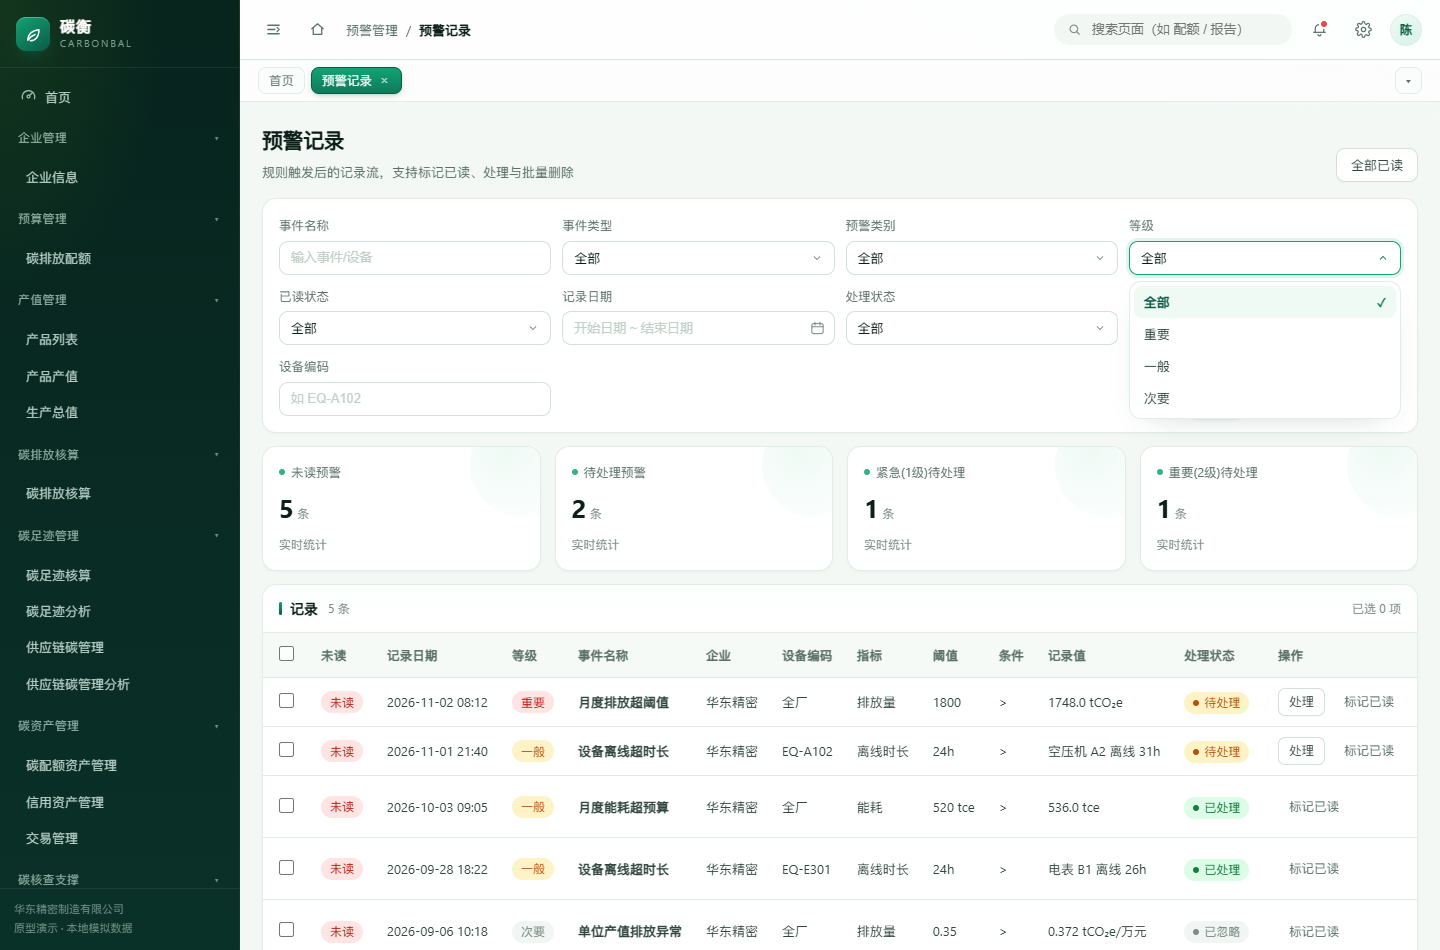 碳衡
CARBONBAL
首页
企业管理
企业信息
预算管理
碳排放配额
产值管理
产品列表
产品产值
生产总值
碳排放核算
碳排放核算
碳足迹管理
碳足迹核算
碳足迹分析
供应链碳管理
供应链碳管理分析
碳资产管理
碳配额资产管理
信用资产管理
交易管理
碳核查支撑
华东精密制造有限公司
原型演示 · 本地模拟数据
预警管理 / 预警记录
搜索页面（如 配额 / 报告）
陈
首页
预警记录 ×
预警记录
规则触发后的记录流，支持标记已读、处理与批量删除
全部已读
事件名称 事件类型 预警类别 等级
输入事件/设备 全部 全部 全部
已读状态 记录日期 处理状态
全部 开始日期 ~ 结束日期 全部
设备编码
如 EQ-A102
全部 ✓
重要
一般
次要
未读预警 待处理预警 紧急(1级)待处理 重要(2级)待处理
5 条 2 条 1 条 1 条
实时统计 实时统计 实时统计 实时统计
记录 5 条 已选 0 项
未读 记录日期 等级 事件名称 企业 设备编码 指标 阈值 条件 记录值 处理状态 操作
未读 2026-11-02 08:12 重要 月度排放超阈值 华东精密 全厂 排放量 1800 > 1748.0 tCO₂e 待处理 处理 标记已读
未读 2026-11-01 21:40 一般 设备离线超时长 华东精密 EQ-A102 离线时长 24h > 空压机 A2 离线 31h 待处理 处理 标记已读
未读 2026-10-03 09:05 一般 月度能耗超预算 华东精密 全厂 能耗 520 tce > 536.0 tce 已处理 标记已读
未读 2026-09-28 18:22 一般 设备离线超时长 华东精密 EQ-E301 离线时长 24h > 电表 B1 离线 26h 已处理 标记已读
未读 2026-09-06 10:18 次要 单位产值排放异常 华东精密 全厂 排放量 0.35 > 0.372 tCO₂e/万元 已忽略 标记已读